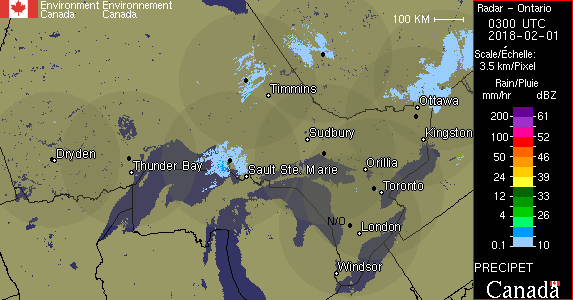 Environment Environnement
Canada Canada
100 KM
Timmins
Ottawa
Sudbury
Kingston
Dryden
Thunder Bay
Sault Ste. Marie
Orillia
Toronto
N/O
London
Windsor
Radar - Ontario
0300 UTC
2018-02-01
Scale/Échelle:
3.5 km/Pixel
Rain/Pluie
mm/hr dBZ
200 61
100 52
50 46
24 39
12 33
4 26
0.1 10
PRECIPET
Canada